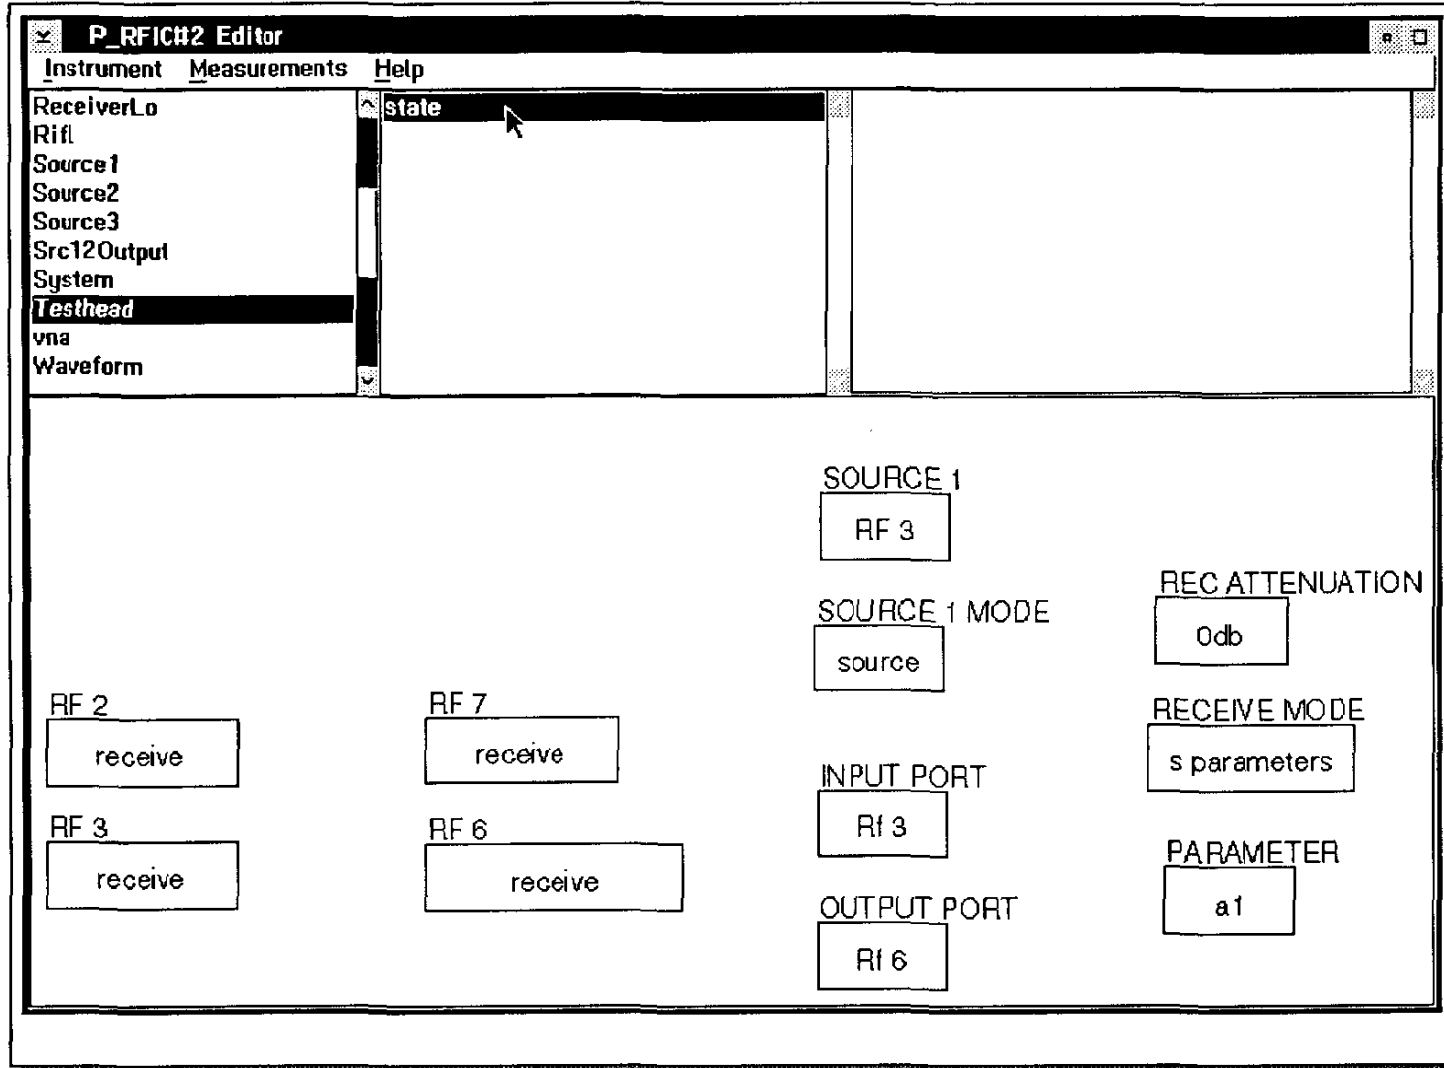 P_RFIC#2 Editor
Instrument Measurements Help
ReceiverLo
Rifl
Source1
Source2
Source3
Src12Output
System
Testhead
vna
Waveform
state
SOURCE 1
RF 3
SOURCE 1 MODE
source
REC ATTENUATION
0db
RF 2
receive
RF 7
receive
RECEIVE MODE
s parameters
INPUT PORT
Rf 3
RF 3
receive
RF 6
receive
PARAMETER
a1
OUTPUT PORT
Rf 6